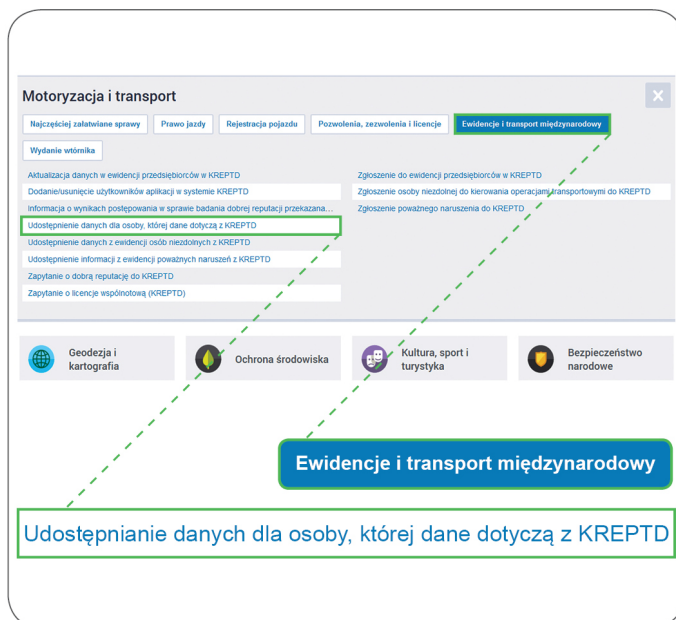 Motoryzacja i transport
Najczęściej załatwiane sprawy
Prawo jazdy
Rejestracja pojazdu
Pozwolenia, zezwolenia i licencje
Ewidencje i transport międzynarodowy
Wydanie wtórnika
Aktualizacja danych w ewidencji przedsiębiorców w KREPTD
Dodanie/usunięcie użytkowników aplikacji w systemie KREPTD
Informacja o wynikach postępowania w sprawie badania dobrej reputacji przekazana...
Udostępnienie danych dla osoby, której dane dotyczą z KREPTD
Udostępnienie danych z ewidencji osób niezdolnych z KREPTD
Udostępnienie informacji z ewidencji poważnych naruszeń z KREPTD
Zapytanie o dobrą reputację do KREPTD
Zapytanie o licencje wspólnotową (KREPTD)
Zgłoszenie do ewidencji przedsiębiorców w KREPTD
Zgłoszenie osoby niezdolnej do kierowania operacjami transportowymi do KREPTD
Zgłoszenie poważnego naruszenia do KREPTD
Geodezja i
kartografia
Ochrona środowiska
Kultura, sport i
turystyka
Bezpieczeństwo
narodowe
Ewidencje i transport międzynarodowy
Udostępnianie danych dla osoby, której dane dotyczą z KREPTD